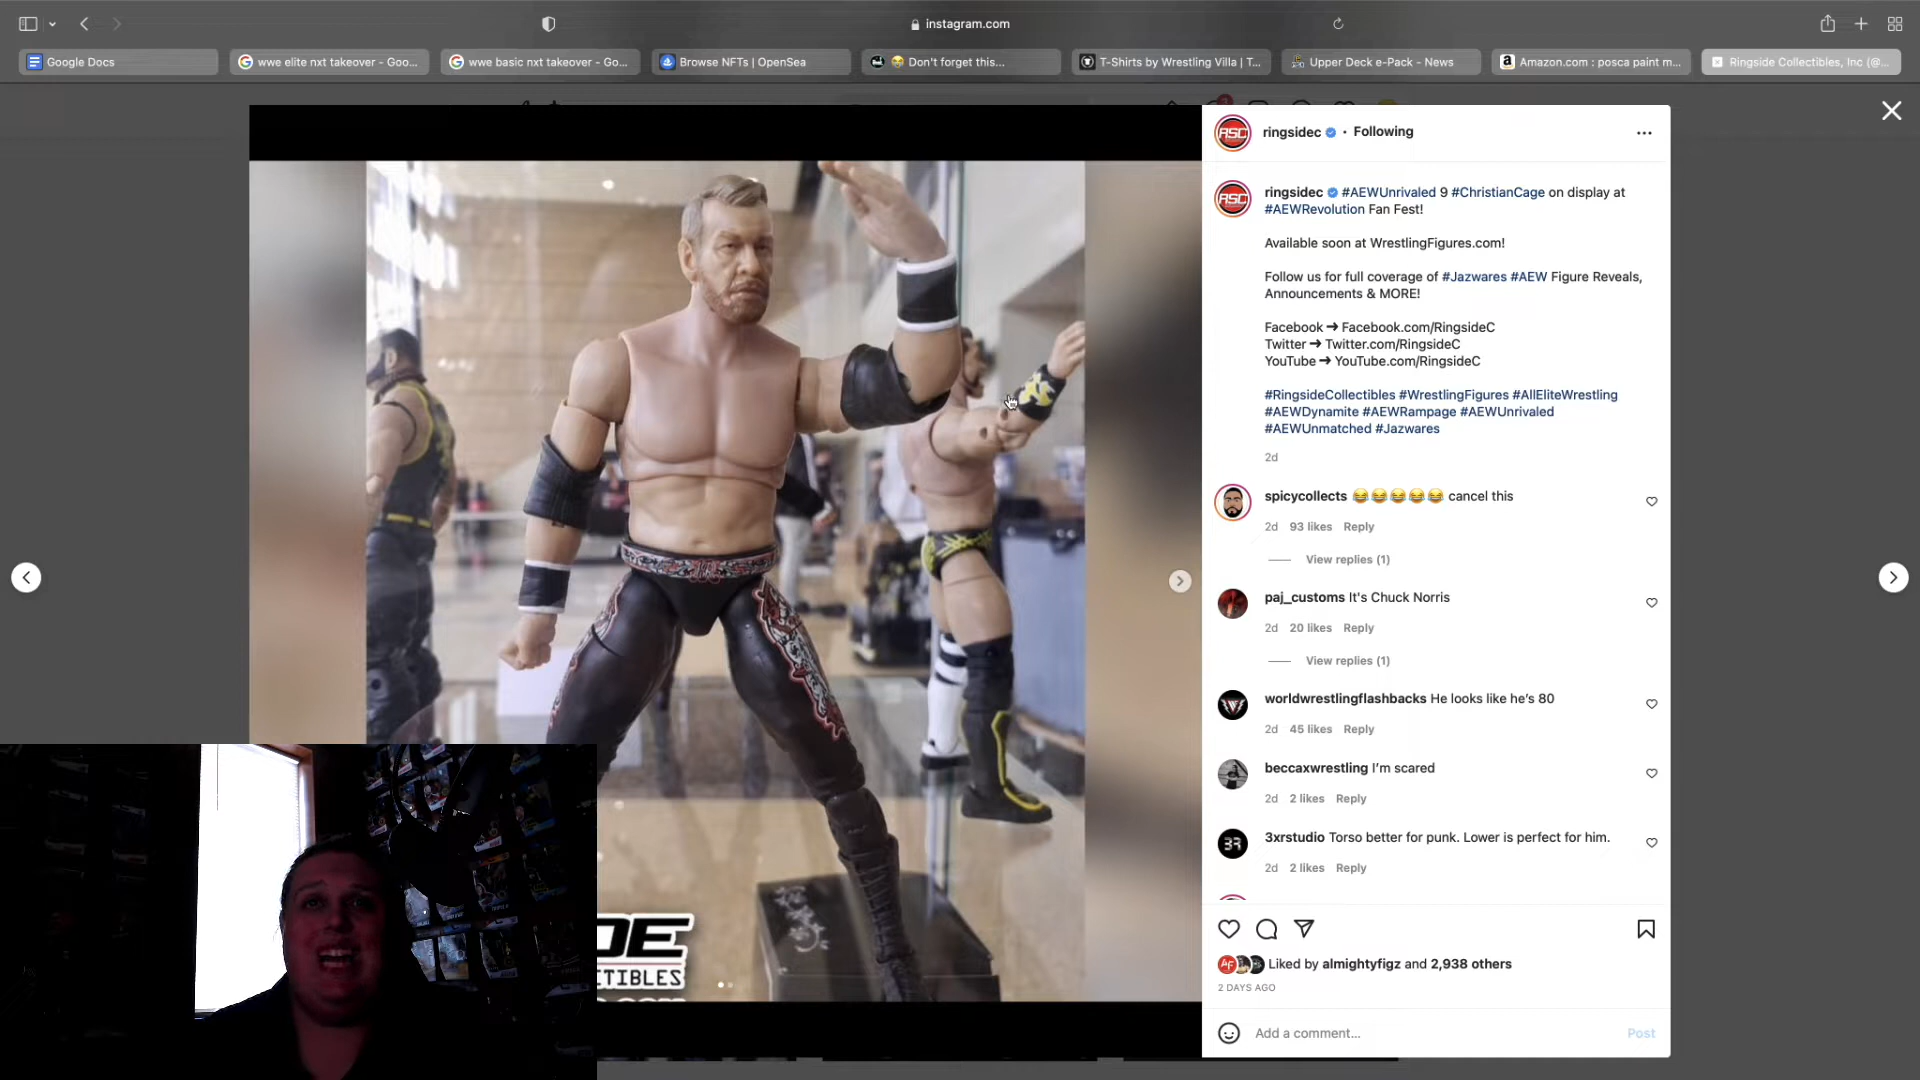 instagram.com
Google Docs
wwe elite nxt takeover - Goo...
wwe basic nxt takeover - Go...
Browse NFTs | OpenSea
😂 Don't forget this...
T-Shirts by Wrestling Villa | T...
Upper Deck e-Pack - News
Amazon.com : posca paint m...
Ringside Collectibles, Inc (@...
RSC
ringsidec • Following
RSC
ringsidec #AEWUnrivaled 9 #ChristianCage on display at
#AEWRevolution Fan Fest!
Available soon at WrestlingFigures.com!
Follow us for full coverage of #Jazwares #AEW Figure Reveals,
Announcements & MORE!
Facebook ➞ Facebook.com/RingsideC
Twitter ➞ Twitter.com/RingsideC
YouTube ➞ YouTube.com/RingsideC
#RingsideCollectibles #WrestlingFigures #AllEliteWrestling
#AEWDynamite #AEWRampage #AEWUnrivaled
#AEWUnmatched #Jazwares
2d
spicycollects 😂😂😂😂😂 cancel this
2d 93 likes Reply
View replies (1)
paj_customs It's Chuck Norris
2d 20 likes Reply
View replies (1)
worldwrestlingflashbacks He looks like he's 80
2d 45 likes Reply
beccaxwrestling I'm scared
2d 2 likes Reply
3xrstudio Torso better for punk. Lower is perfect for him.
2d 2 likes Reply
Liked by almightyfigz and 2,938 others
2 DAYS AGO
Add a comment...
Post
DE
CTIBLES